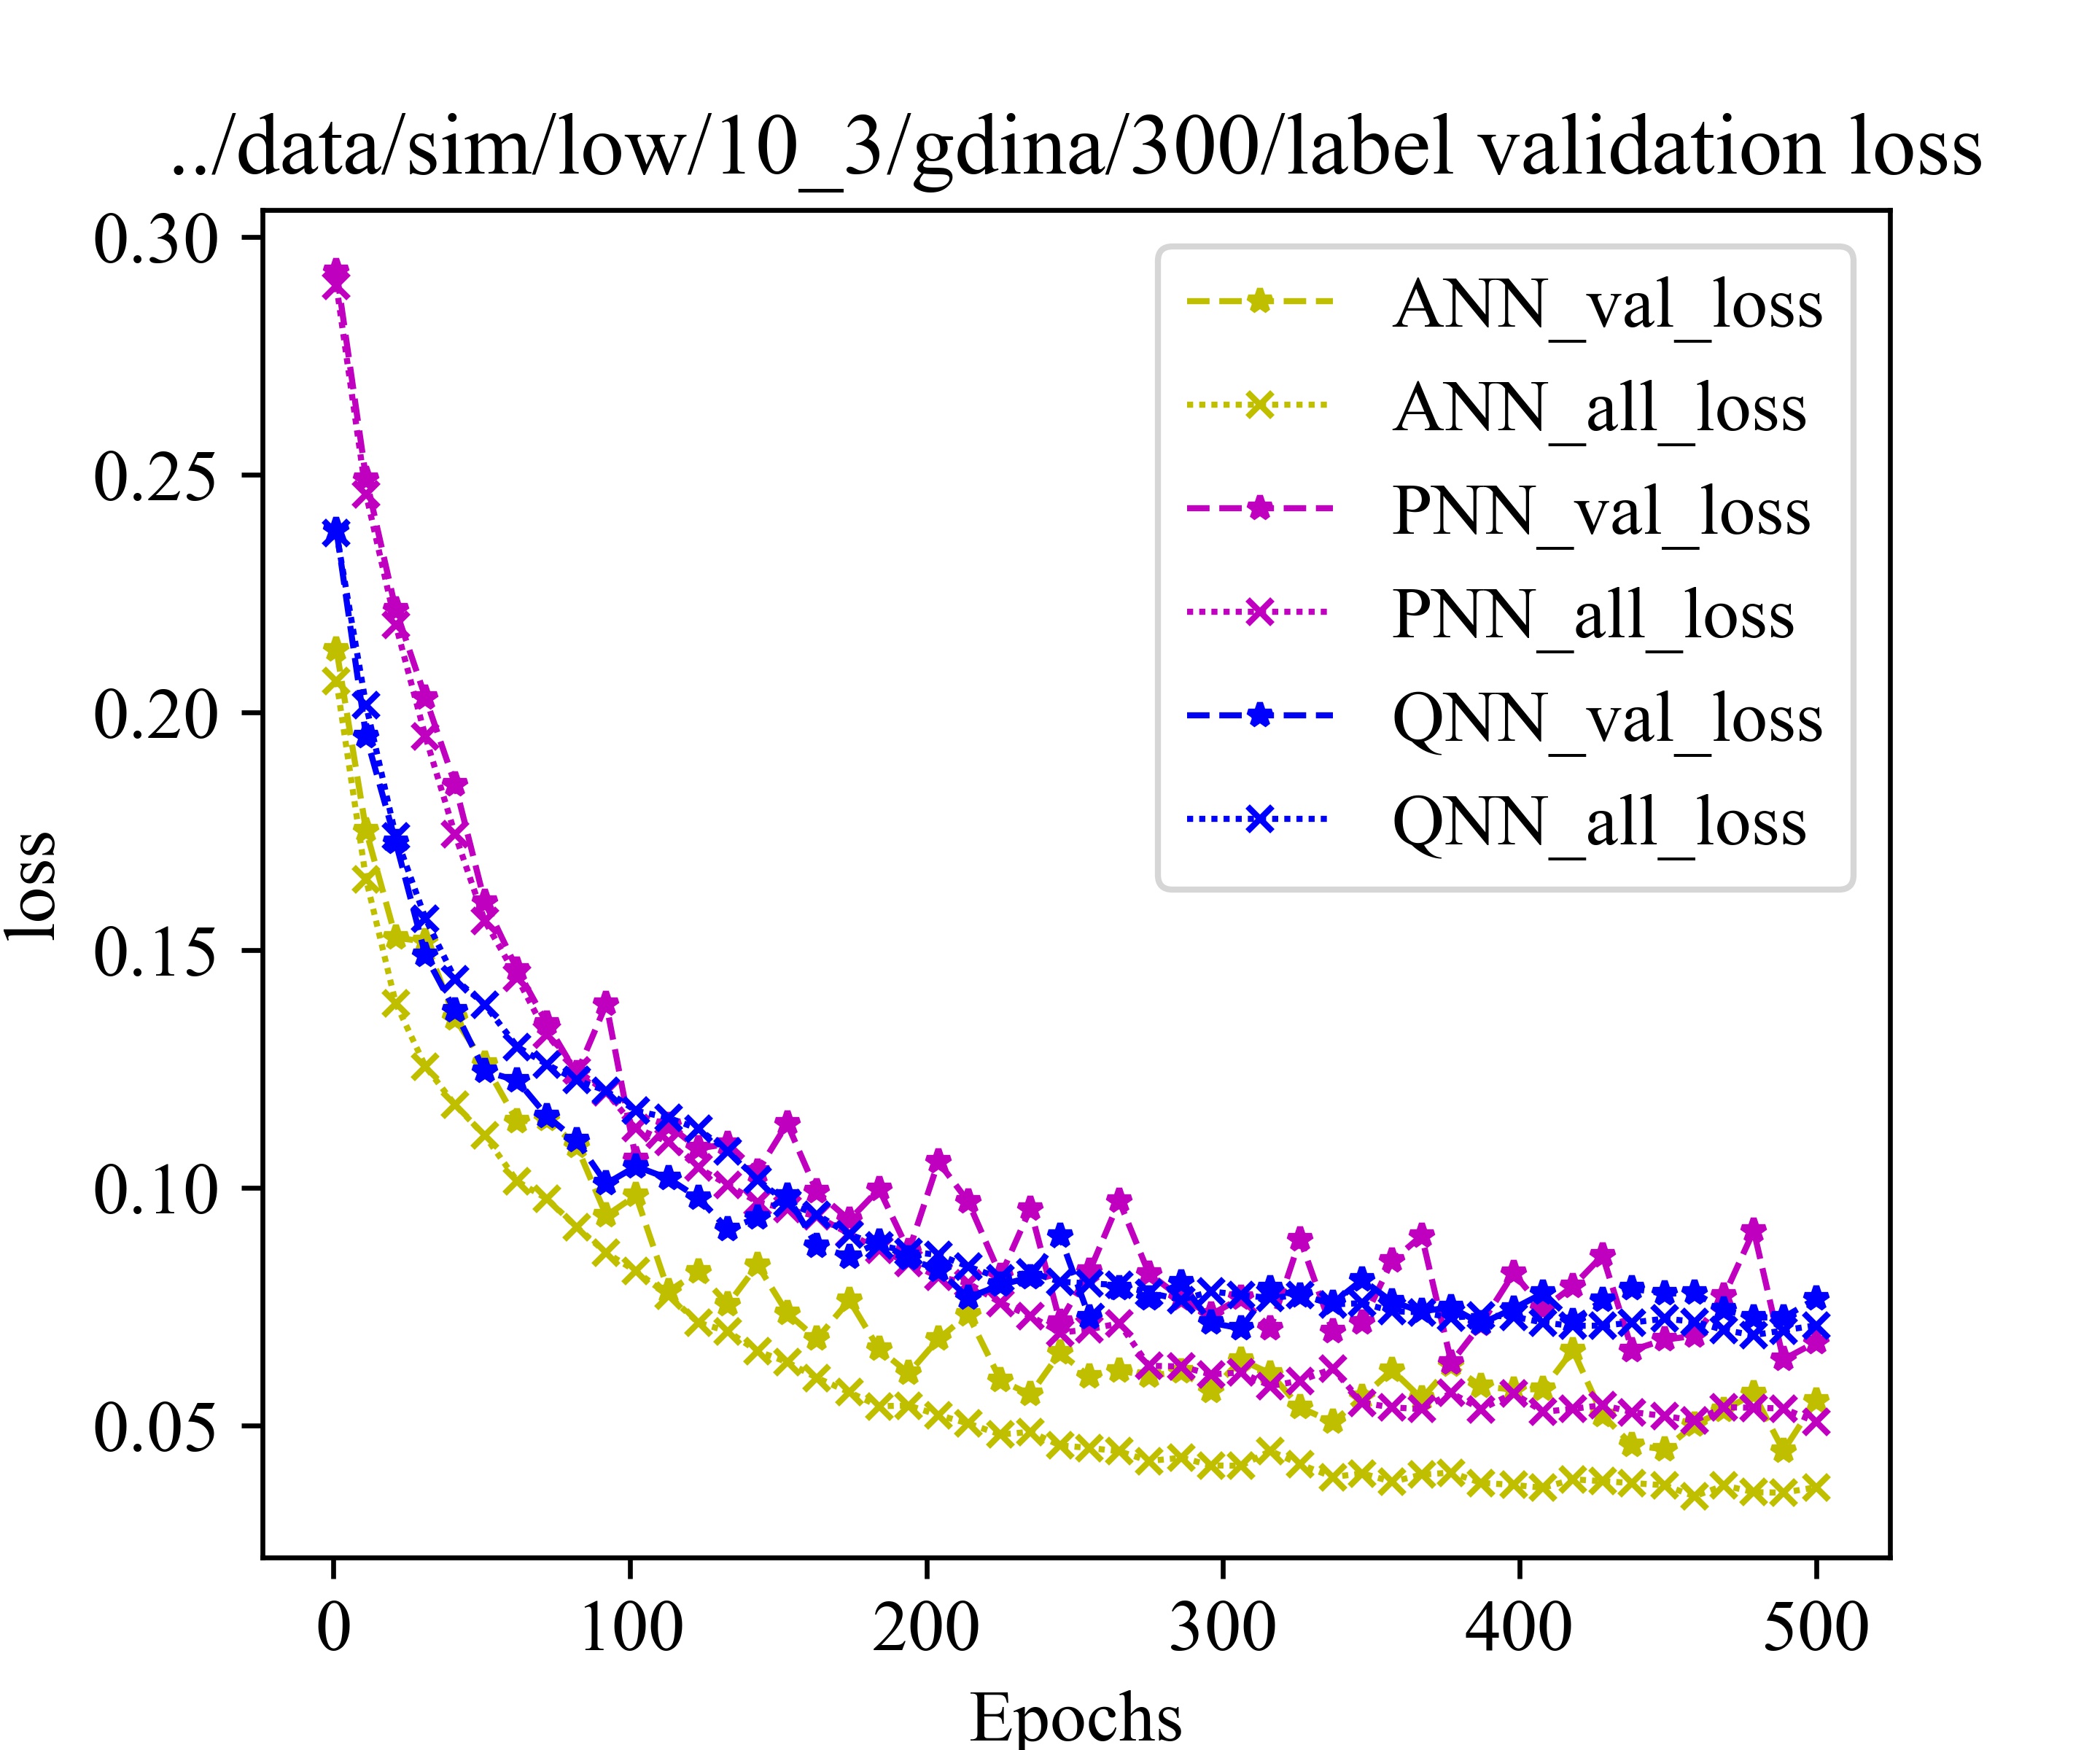 ../data/sim/low/10_3/gdina/300/label validation loss
0.30
0.25
0.20
0.15
0.10
0.05
loss
ANN_val_loss
ANN_all_loss
PNN_val_loss
PNN_all_loss
QNN_val_loss
QNN_all_loss
0 100 200 300 400 500
Epochs